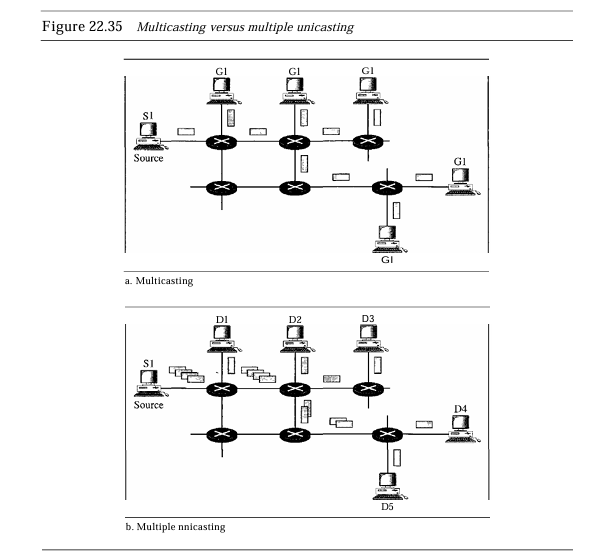 Figure 22.35 Multicasting versus multiple unicasting
G1 G1 G1
S1
Source
G1
G1
a. Multicasting
D1 D2 D3
S1
Source
D4
D5
b. Multiple nnicasting